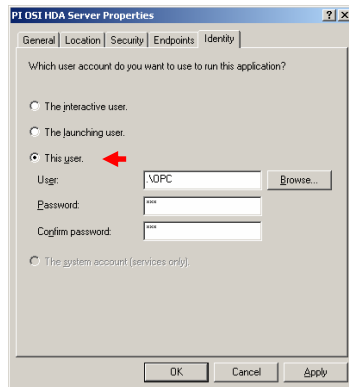 PI OSI HDA Server Properties
General Location Security Endpoints Identity
Which user account do you want to use to run this application?
The interactive user.
The launching user.
This user.
User: .\OPC Browse...
Password: ****
Confirm password: ****
The system account (services only).
OK Cancel Apply